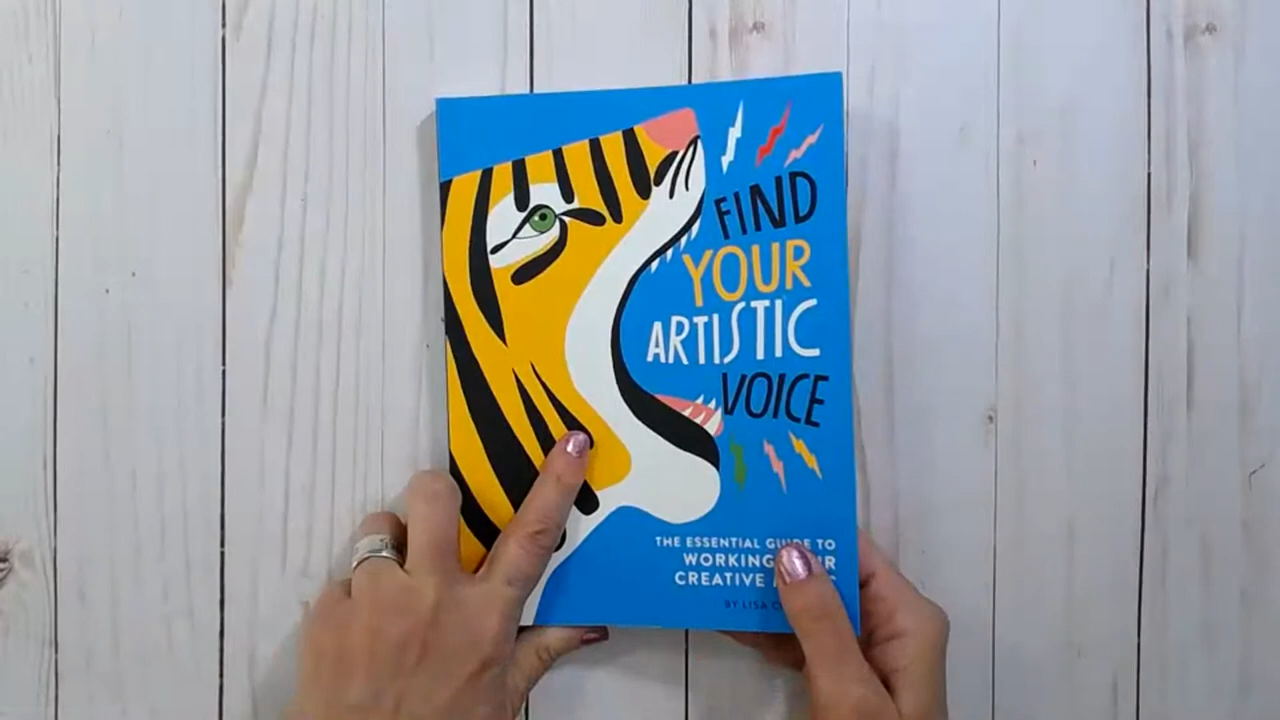 FIND
YOUR
ARTISTIC
VOICE
THE ESSENTIAL GUIDE TO
WORKING
CREATIVE
BY LISA